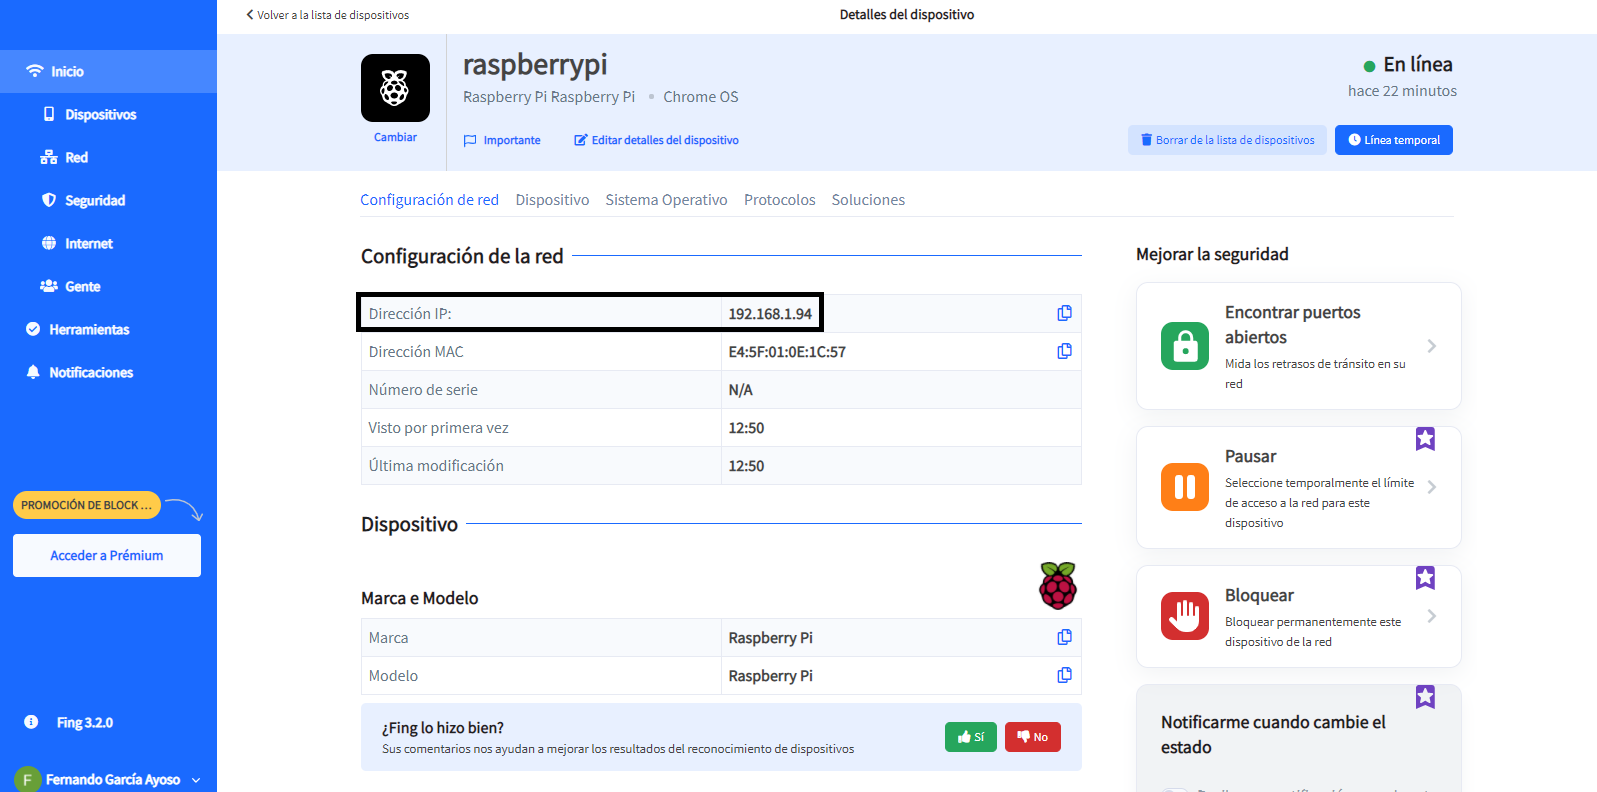 Volver a la lista de dispositivos
Detalles del dispositivo
Inicio
Dispositivos
Red
Seguridad
Internet
Gente
Herramientas
Notificaciones
PROMOCIÓN DE BLOCK ...
Acceder a Prémium
Fing 3.2.0
F
Fernando García Ayoso
Cambiar
raspberrypi
Raspberry Pi Raspberry Pi • Chrome OS
Importante
Editar detalles del dispositivo
En línea
hace 22 minutos
Borrar de la lista de dispositivos
Línea temporal
Configuración de red Dispositivo Sistema Operativo Protocolos Soluciones
Configuración de la red
Dirección IP: 192.168.1.94
Dirección MAC E4:5F:01:0E:1C:57
Número de serie N/A
Visto por primera vez 12:50
Última modificación 12:50
Dispositivo
Marca e Modelo
Marca Raspberry Pi
Modelo Raspberry Pi
¿Fing lo hizo bien?
Sus comentarios nos ayudan a mejorar los resultados del reconocimiento de dispositivos
Sí
No
Mejorar la seguridad
Encontrar puertos
abiertos
Mida los retrasos de tránsito en su
red
Pausar
Seleccione temporalmente el límite
de acceso a la red para este
dispositivo
Bloquear
Bloquear permanentemente este
dispositivo de la red
Notificarme cuando cambie el
estado